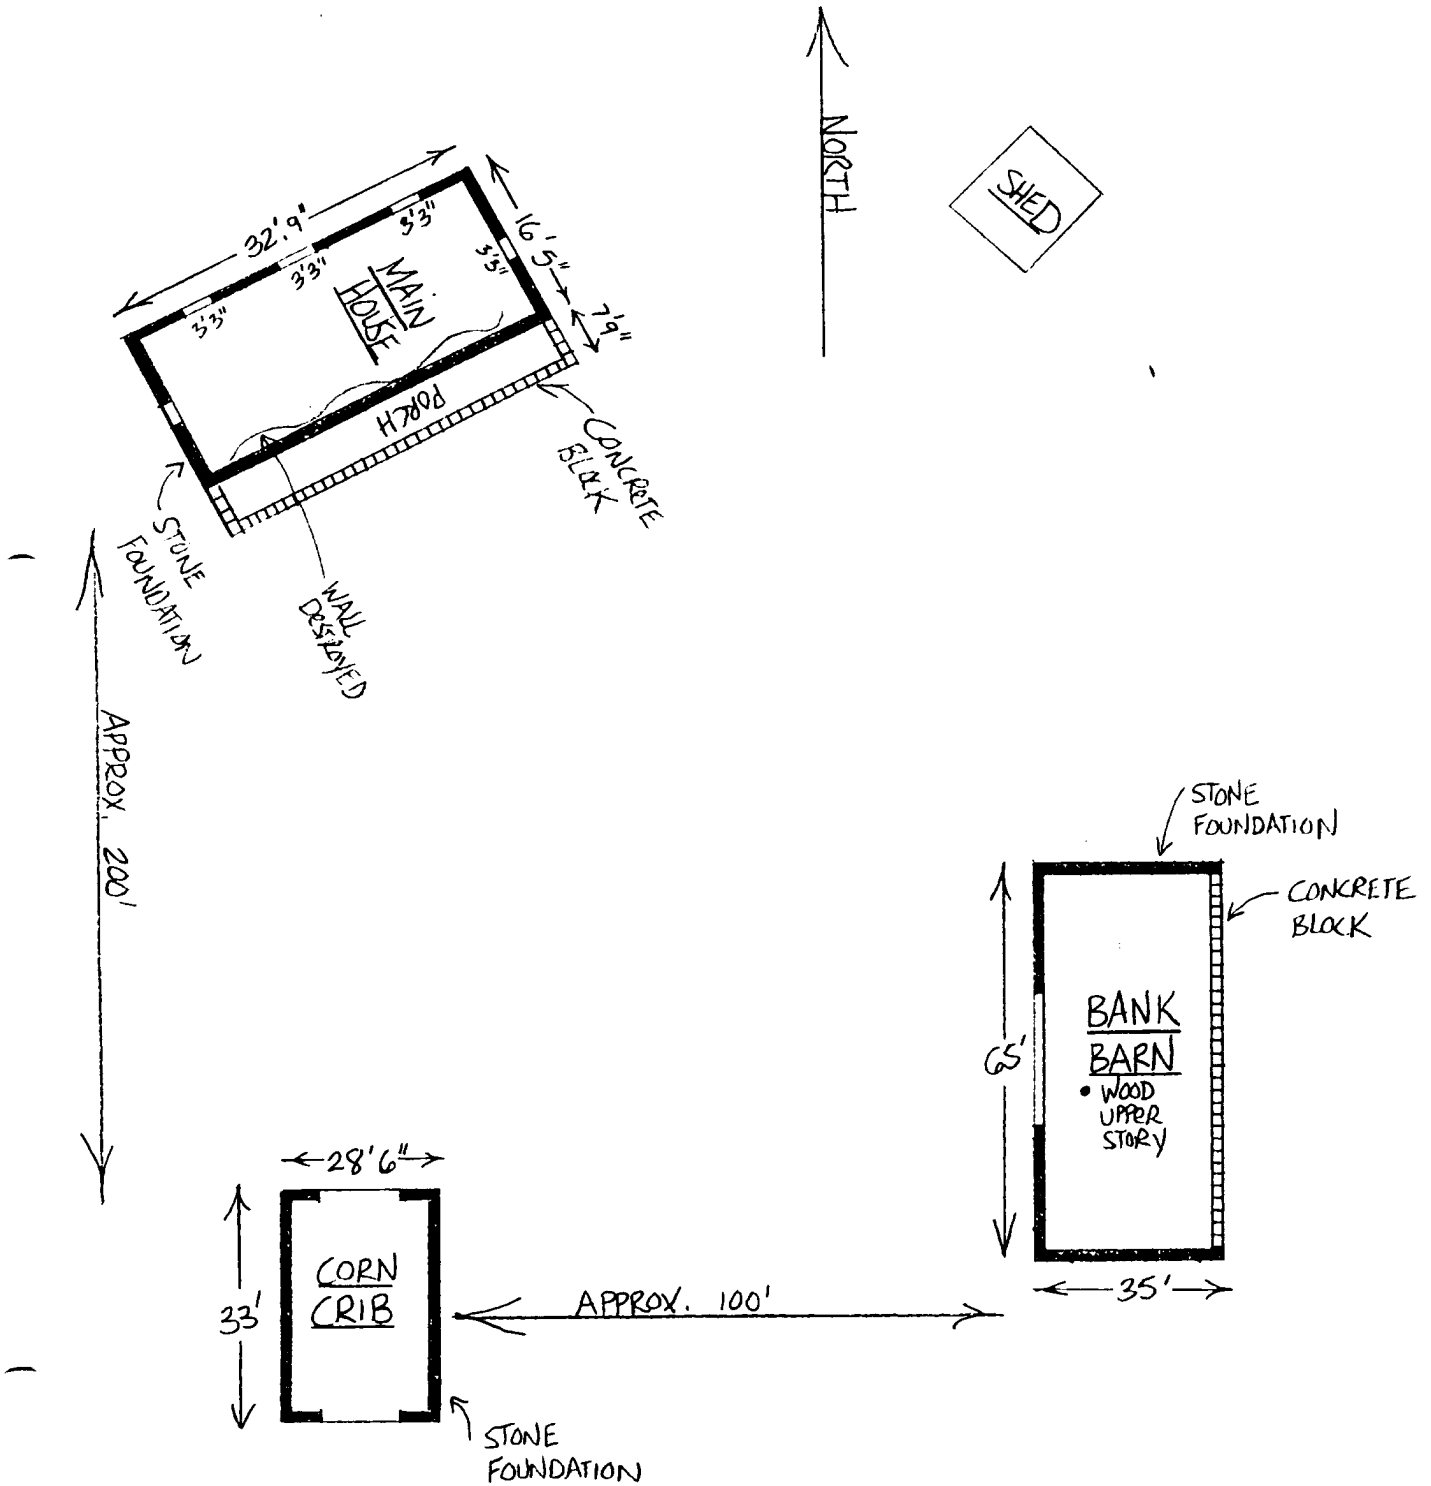 NORTH
SHED
32'.9"
16'5"
7'9"
3'3"
3'3"
3'3"
3'3"
MAIN
HOUSE
PORCH
CONCRETE
BLOCK
STONE
FOUNDATION
WALL
DESTROYED
APPROX. 200'
STONE
FOUNDATION
CONCRETE
BLOCK
BANK
BARN
• WOOD
UPPER
STORY
65'
35'
28'6"
33'
CORN
CRIB
APPROX. 100'
STONE
FOUNDATION